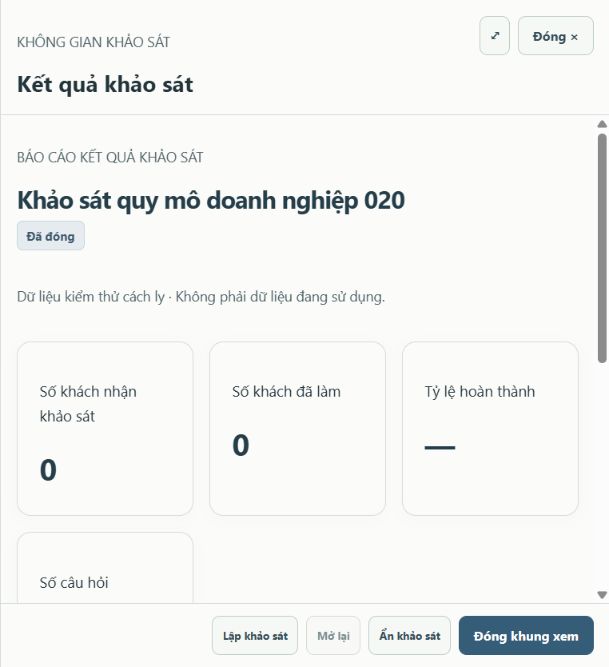 KHÔNG GIAN KHẢO SÁT
Kết quả khảo sát
⤢
Đóng ×
BÁO CÁO KẾT QUẢ KHẢO SÁT
Khảo sát quy mô doanh nghiệp 020
Đã đóng
Dữ liệu kiểm thử cách ly · Không phải dữ liệu đang sử dụng.
Số khách nhận
khảo sát
0
Số khách đã làm
0
Tỷ lệ hoàn thành
—
Số câu hỏi
Lập khảo sát
Mở lại
Ẩn khảo sát
Đóng khung xem